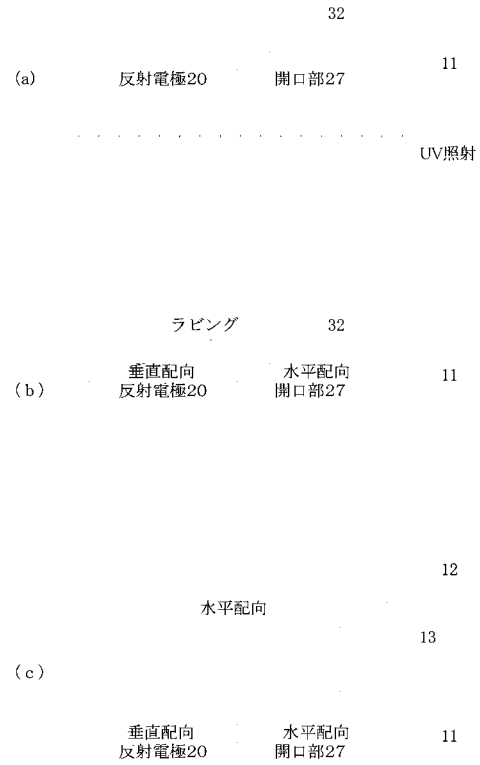 32
11
(a) 反射電極20 開口部27
UV照射
ラビング 32
垂直配向 水平配向 11
(b) 反射電極20 開口部27
12
水平配向
13
(c)
垂直配向 水平配向 11
反射電極20 開口部27